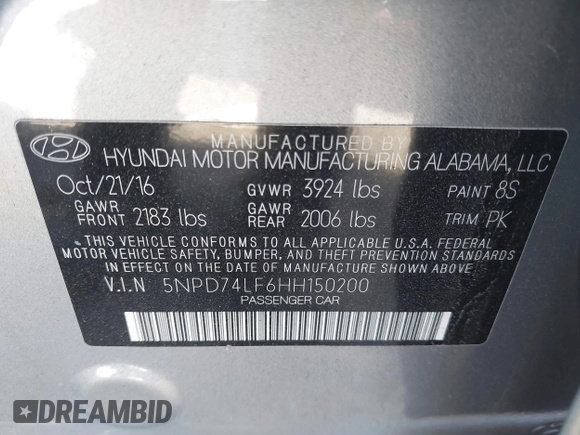 MANUFACTURED BY
HYUNDAI MOTOR MANUFACTURING ALABAMA, LLC
Oct/21/16 GVWR 3924 lbs PAINT 8S
GAWR FRONT 2183 lbs GAWR REAR 2006 lbs TRIM PK
*THIS VEHICLE CONFORMS TO ALL APPLICABLE U.S.A. FEDERAL
MOTOR VEHICLE SAFETY, BUMPER, AND THEFT PREVENTION STANDARDS
IN EFFECT ON THE DATE OF MANUFACTURE SHOWN ABOVE.
V.I.N 5NPD74LF6HH150200
PASSENGER CAR
DREAMBID